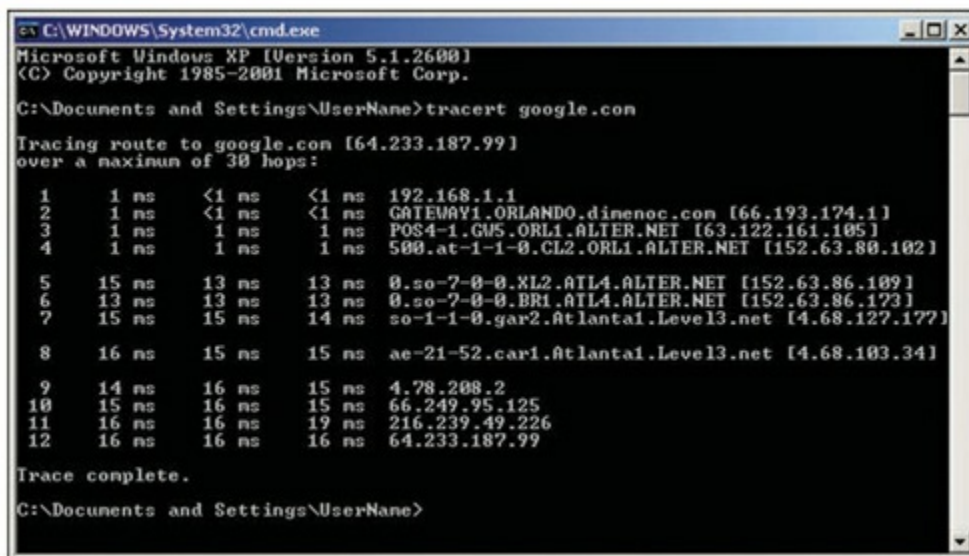 C:\WINDOWS\System32\cmd.exe
Microsoft Windows XP [Version 5.1.2600]
(C) Copyright 1985-2001 Microsoft Corp.
C:\Documents and Settings\UserName>tracert google.com
Tracing route to google.com [64.233.187.99]
over a maximum of 30 hops:
1 1 ms <1 ms <1 ms 192.168.1.1
2 1 ms <1 ms <1 ms GATEWAY1.ORLANDO.dimenoc.com [66.193.174.1]
3 1 ms 1 ms 1 ms POS4-1.GW5.ORL1.ALTER.NET [63.122.161.105]
4 1 ms 1 ms 1 ms 500.at-1-1-0.CL2.ORL1.ALTER.NET [152.63.80.102]
5 15 ms 13 ms 13 ms 0.so-7-0-0.XL2.ATL4.ALTER.NET [152.63.86.109]
6 13 ms 13 ms 13 ms 0.so-7-0-0.BR1.ATL4.ALTER.NET [152.63.86.173]
7 15 ms 15 ms 14 ms so-1-1-0.gar2.Atlanta1.Level3.net [4.68.127.177]
8 16 ms 15 ms 15 ms ae-21-52.car1.Atlanta1.Level3.net [4.68.103.34]
9 14 ms 16 ms 15 ms 4.78.208.2
10 15 ms 16 ms 15 ms 66.249.95.125
11 16 ms 16 ms 19 ms 216.239.49.226
12 16 ms 16 ms 16 ms 64.233.187.99
Trace complete.
C:\Documents and Settings\UserName>